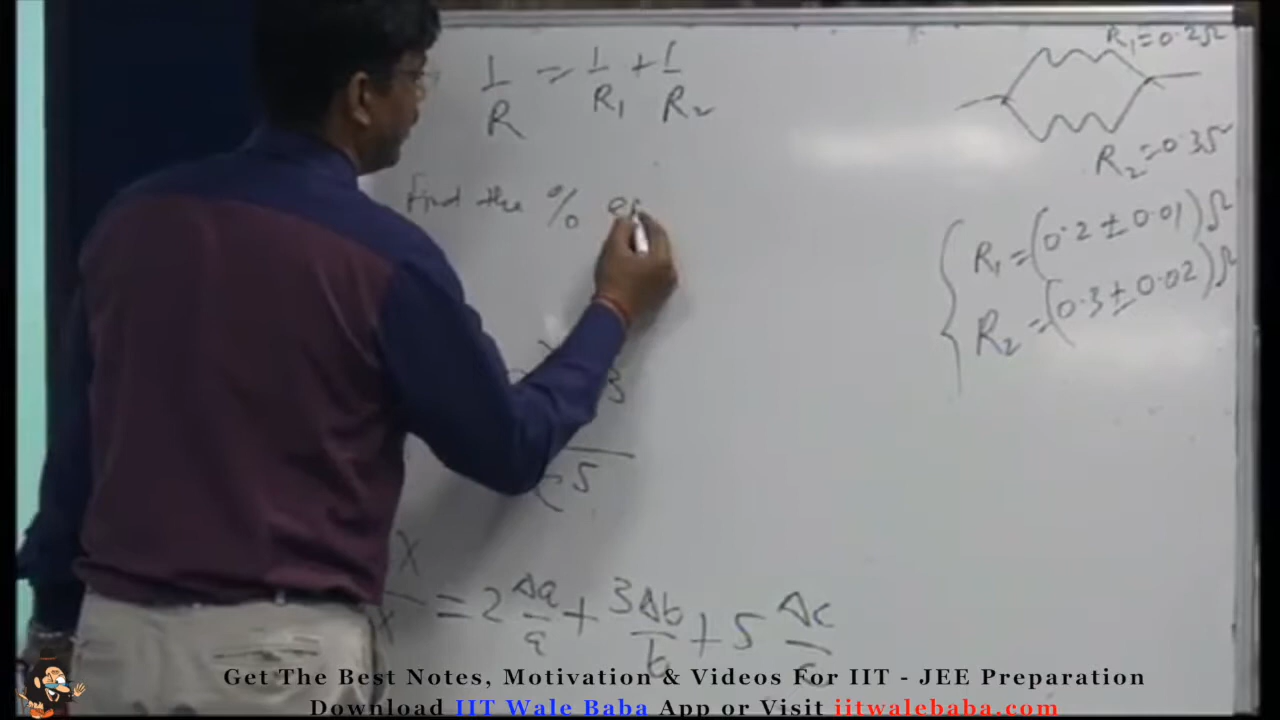 1/R = 1/R₁ + 1/R₂
Find the % er
R₁=0.2Ω
R₂=0.3Ω
R₁=(0.2±0.01)Ω
R₂=(0.3±0.02)Ω
3
5
X
= 2 Δa/a + 3Δb/b + 5 Δc/c
Get The Best Notes, Motivation & Videos For IIT - JEE Preparation
Download IIT Wale Baba App or Visit iitwalebaba.com